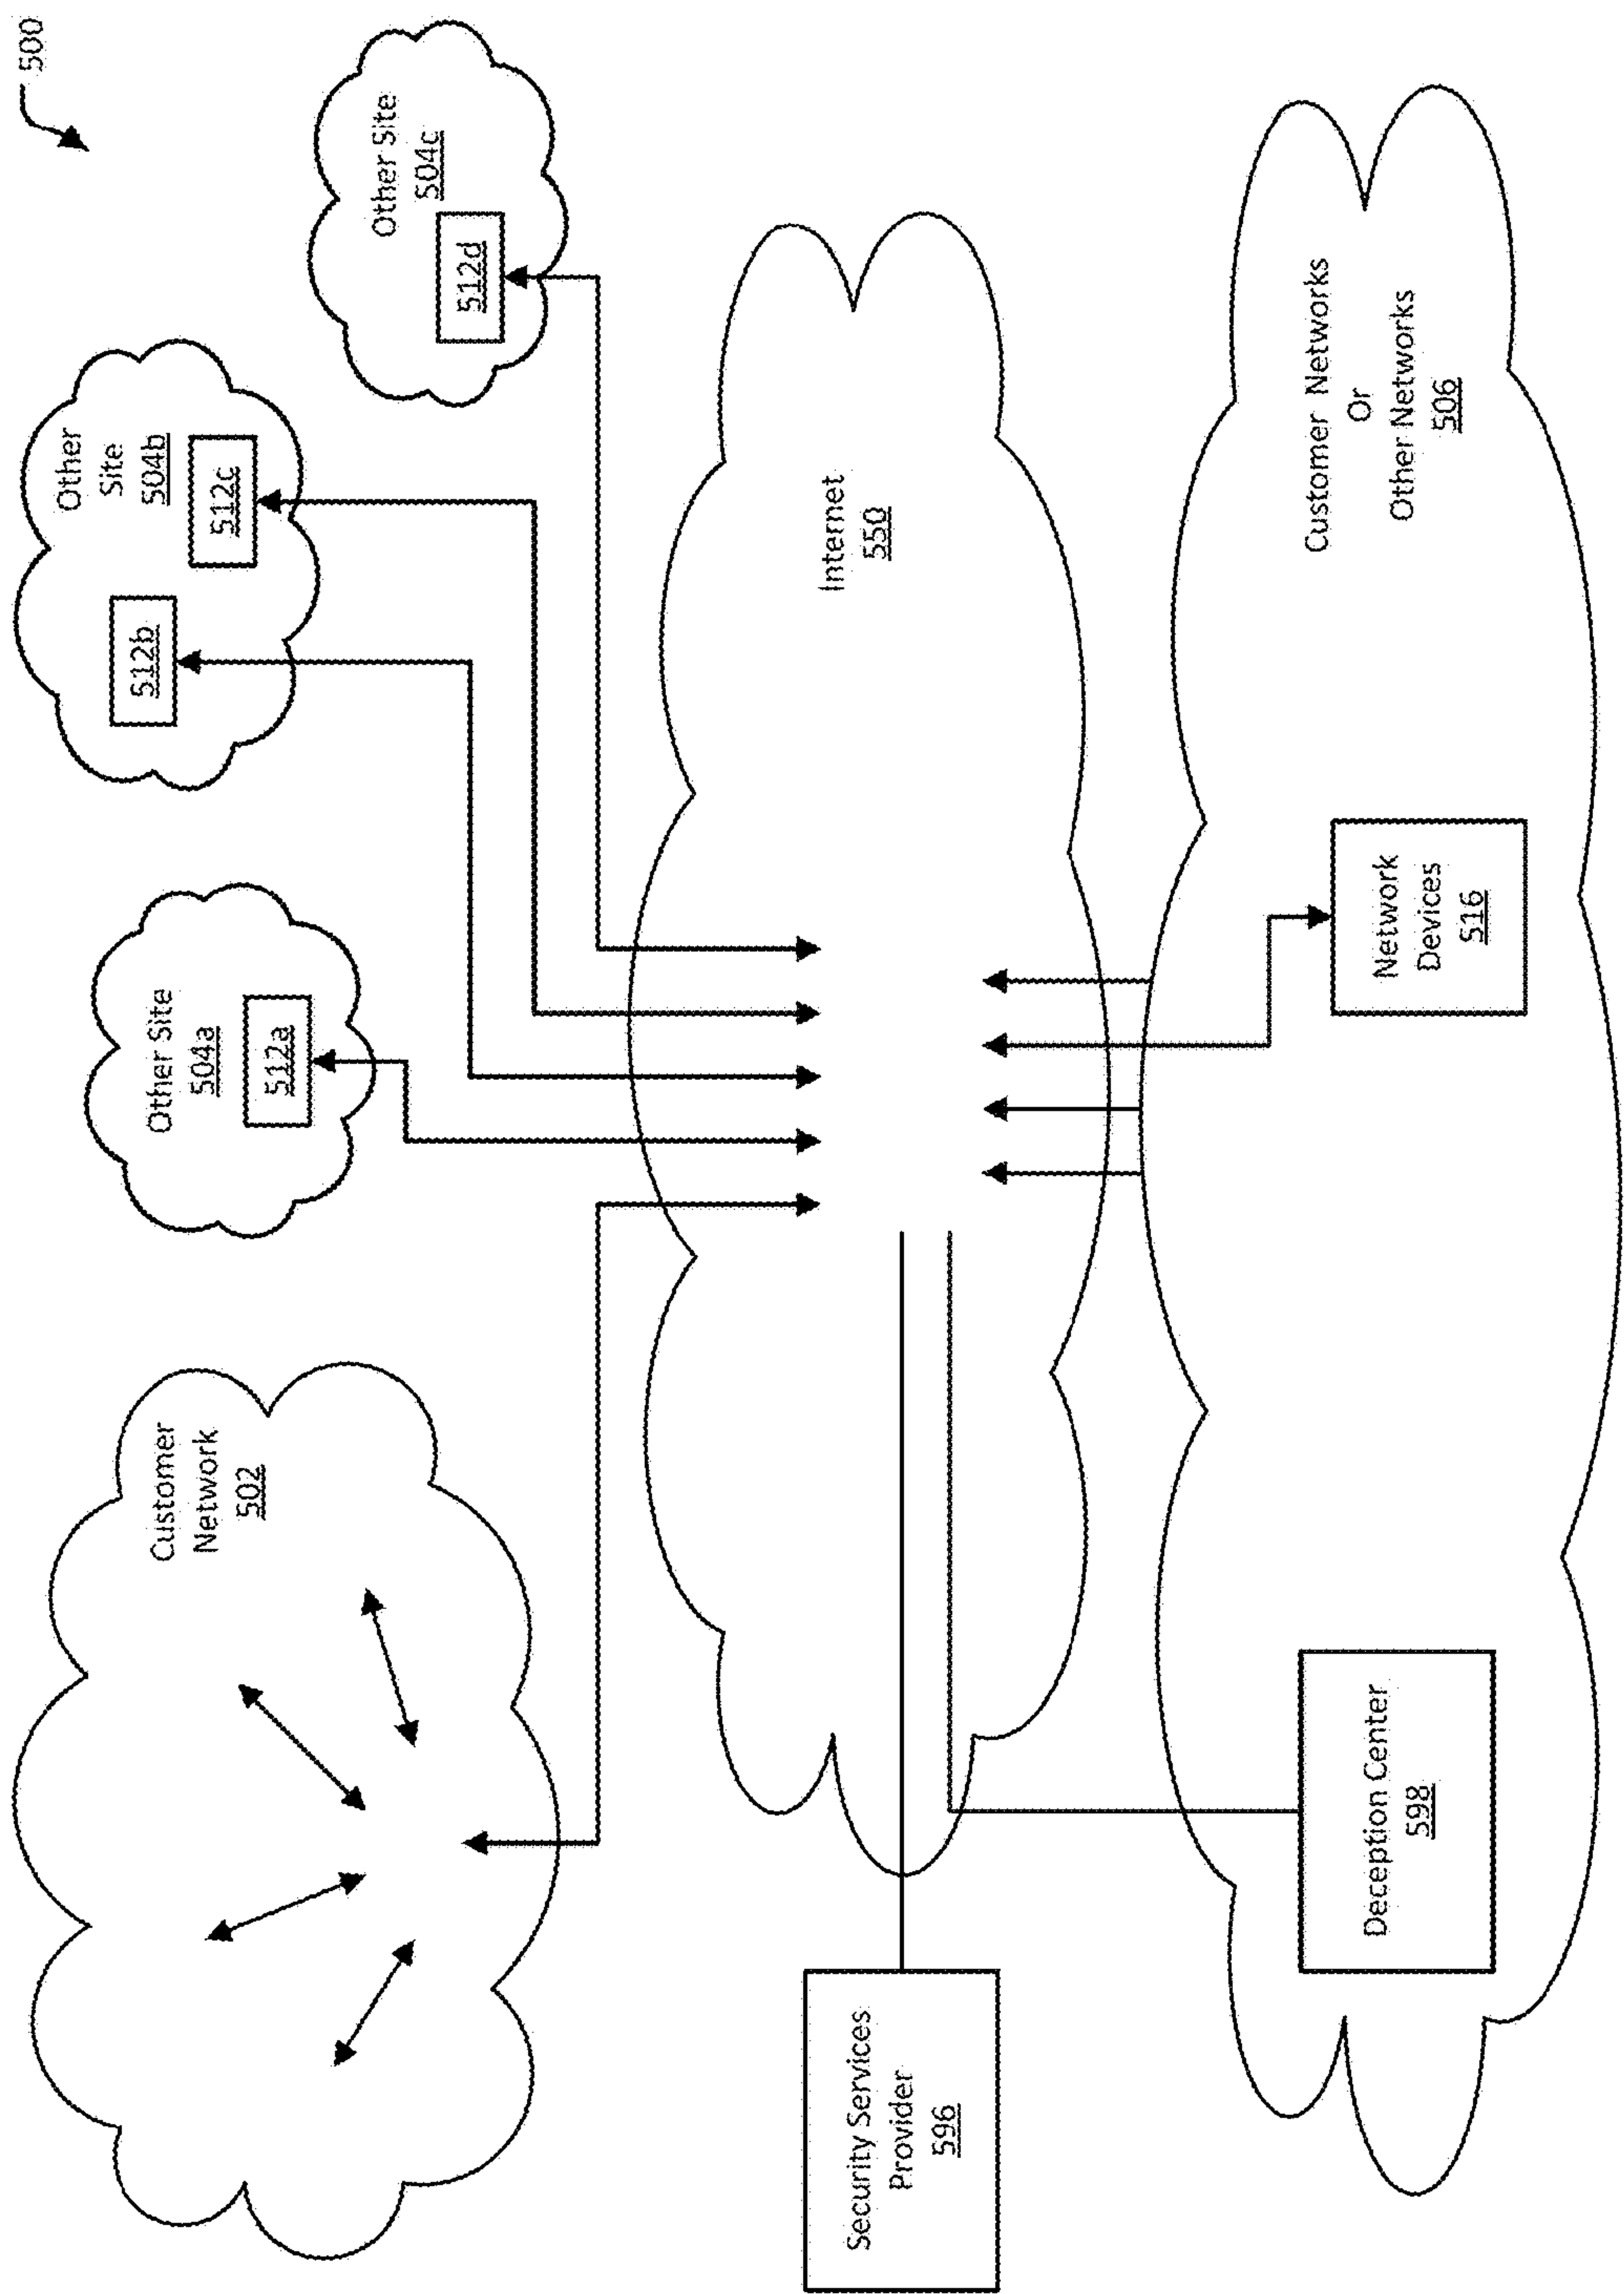 500
Customer
Network
502
Other Site
504a
512a
Other
Site
504b
512b
512c
Other Site
504c
512d
Internet
550
Security Services
Provider
596
Customer Networks
Or
Other Networks
506
Network
Devices
516
Deception Center
598